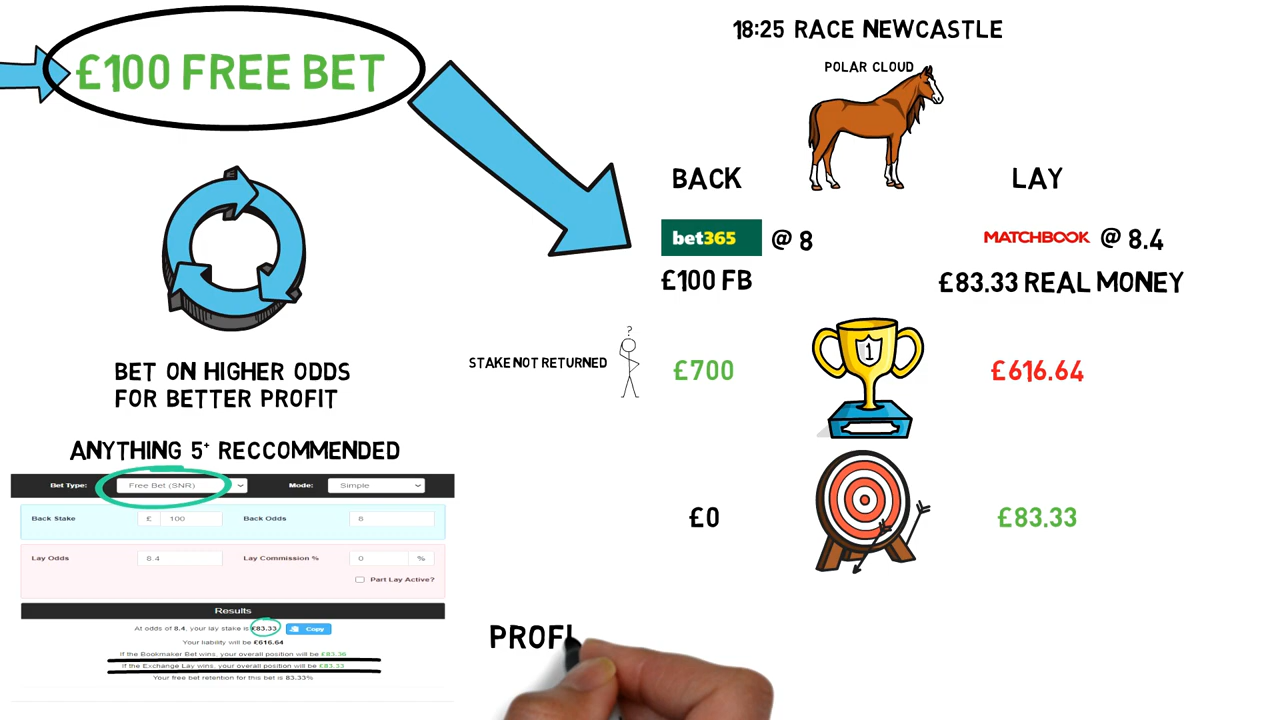 £100 FREE BET
18:25 RACE NEWCASTLE
POLAR CLOUD
BACK
LAY
bet365 @ 8
MATCHBOOK @ 8.4
£100 FB
£83.33 REAL MONEY
?
STAKE NOT RETURNED
£700
1
£616.64
£0
£83.33
BET ON HIGHER ODDS
FOR BETTER PROFIT
ANYTHING 5+ RECCOMMENDED
Bet Type: Free Bet (SNR) Mode: Simple
Back Stake £ 100 Back Odds 8
Lay Odds 8.4 Lay Commission % 0 %
Part Lay Active?
Results
At odds of 8.4, your lay stake is £83.33 Copy
Your liability will be £616.64
If the Bookmaker Bet wins, your overall position will be £83.36
If the Exchange Lay wins, your overall position will be £83.33
Your free bet retention for this bet is 83.33%
PROFI